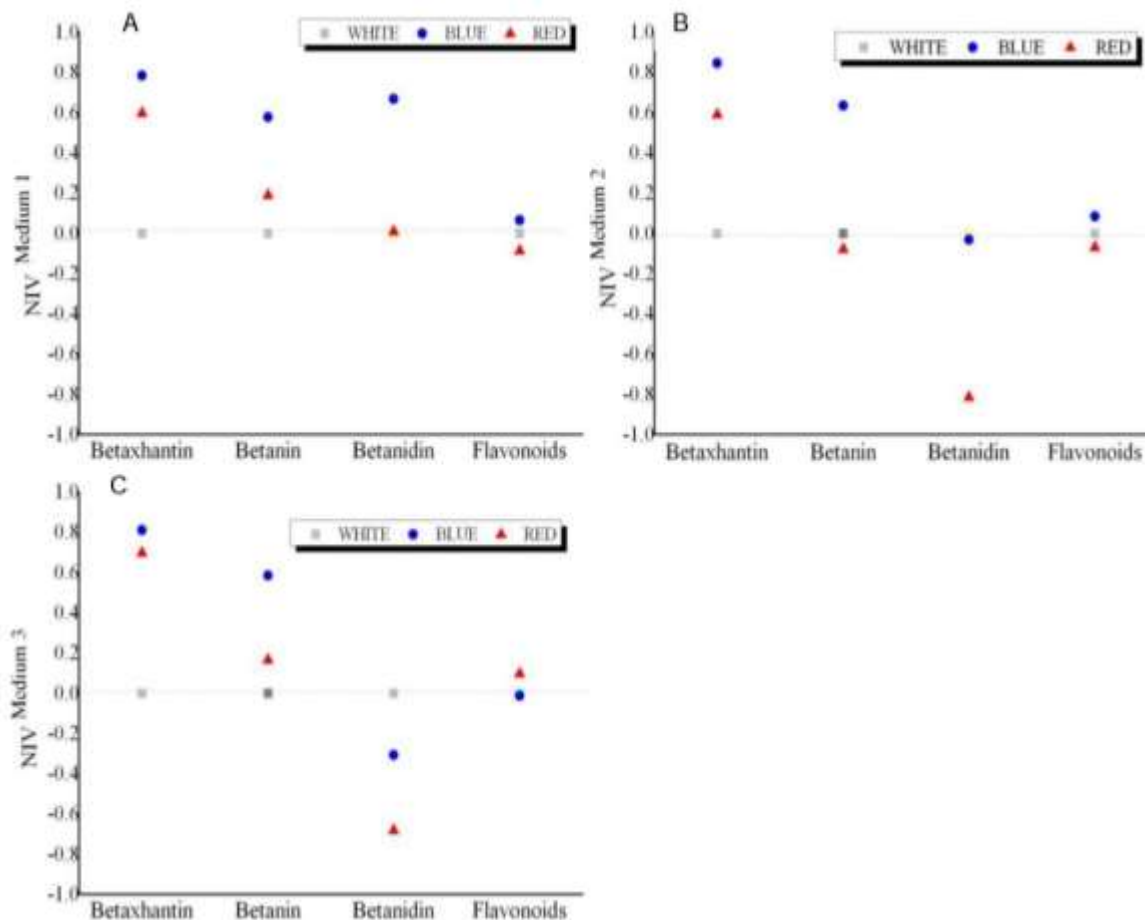 A
WHITE BLUE RED
1.0
0.8
0.6
0.4
0.2
0.0
-0.2
-0.4
-0.6
-0.8
-1.0
NIV Medium 1
Betaxhantin Betanin Betanidin Flavonoids
B
WHITE BLUE RED
1.0
0.8
0.6
0.4
0.2
0.0
-0.2
-0.4
-0.6
-0.8
-1.0
NIV Medium 2
Betaxhantin Betanin Betanidin Flavonoids
C
WHITE BLUE RED
1.0
0.8
0.6
0.4
0.2
0.0
-0.2
-0.4
-0.6
-0.8
-1.0
NIV Medium 3
Betaxhantin Betanin Betanidin Flavonoids